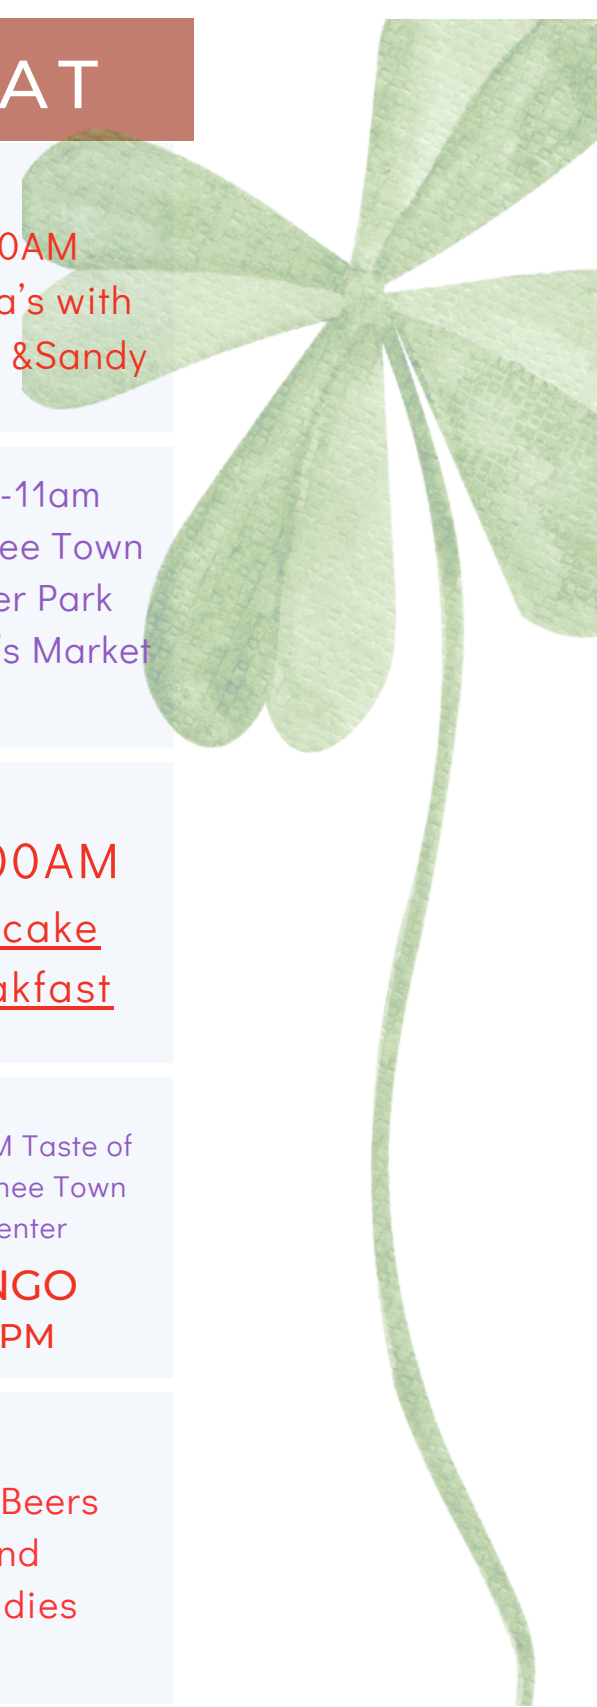 AT
0AM
a's with
&Sandy
-11am
ee Town
er Park
's Market
00AM
cake
akfast
M Taste of
nee Town
enter
NGO
PM
Beers
nd
dies